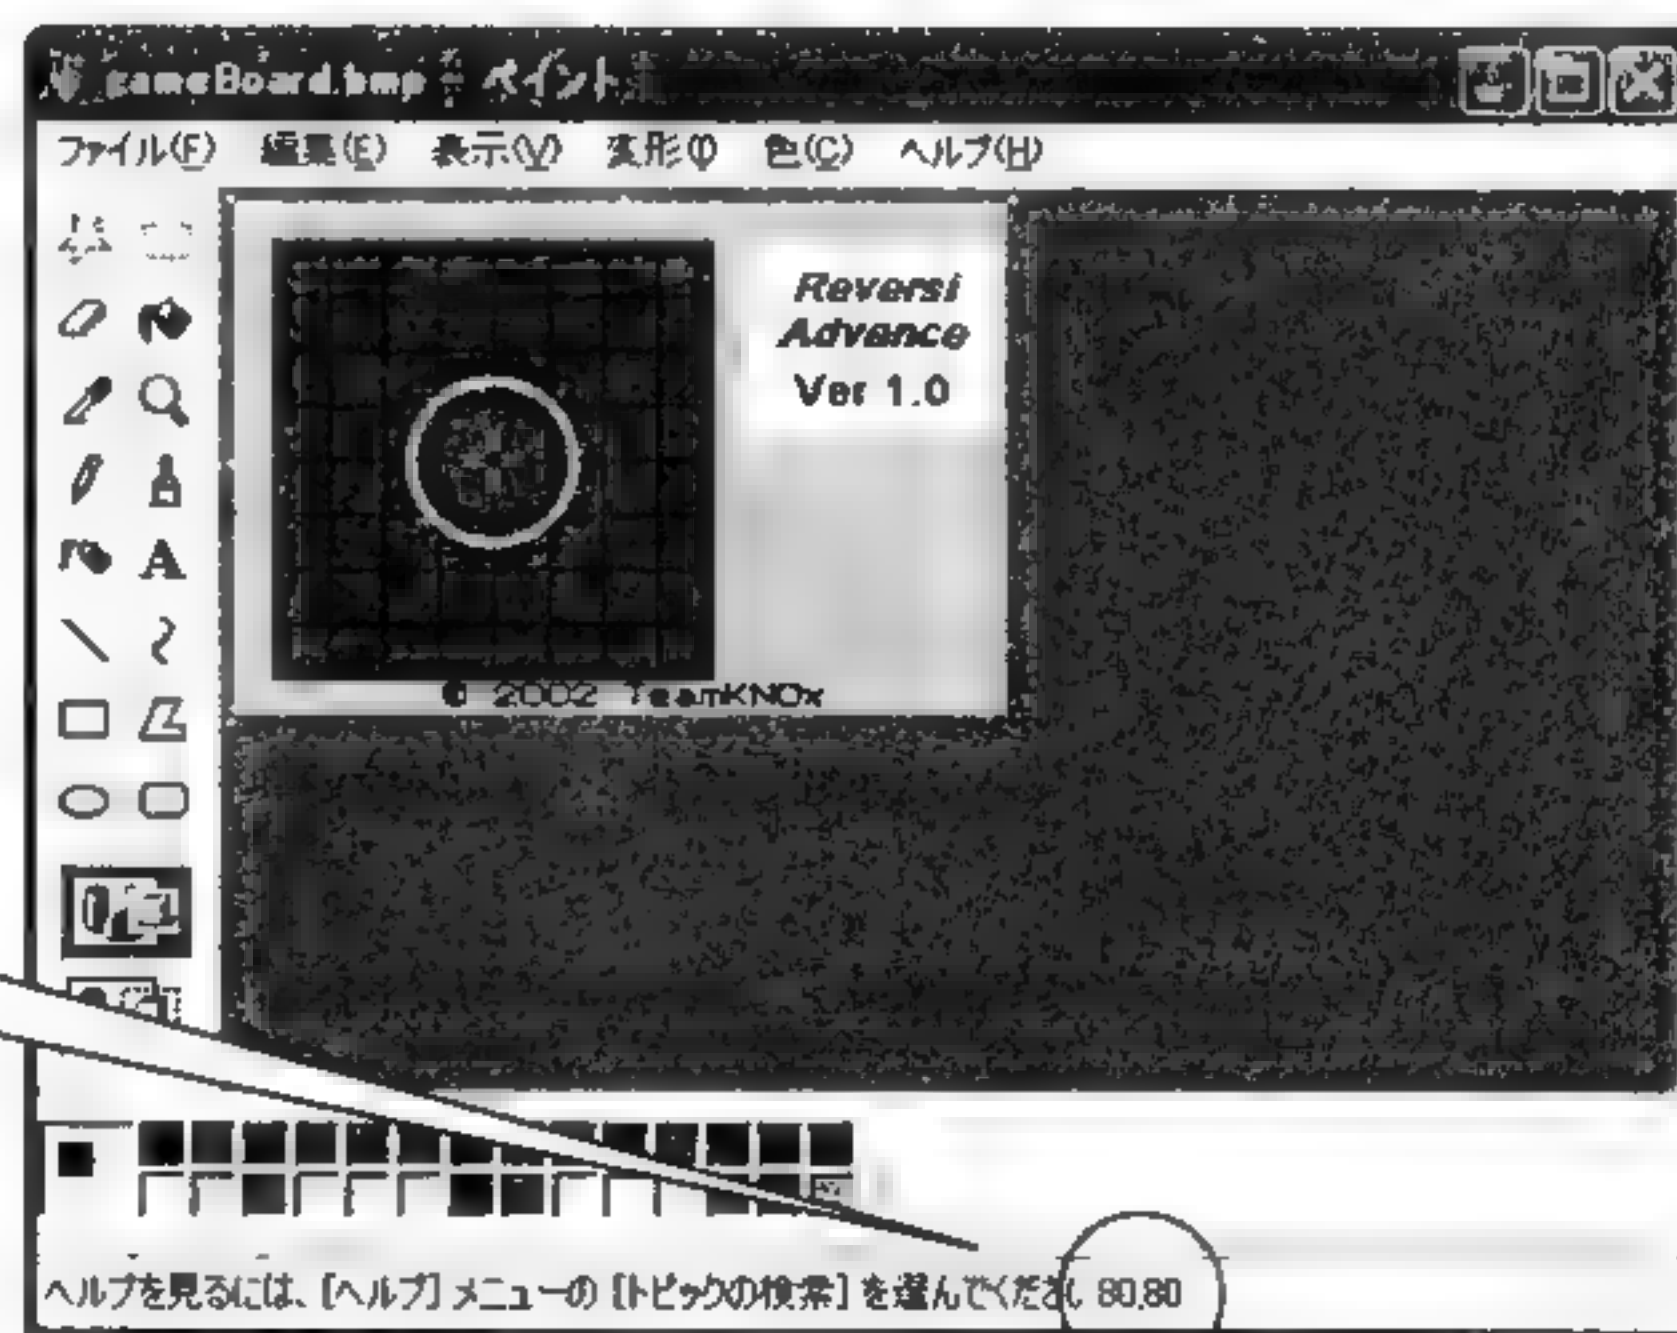 gameBoard.bmp - ペイント
ファイル(F) 編集(E) 表示(V) 変形(T) 色(C) ヘルプ(H)
Reversi
Advance
Ver 1.0
A
© 2002 TeamKNOx
ヘルプを見るには、[ヘルプ] メニューの [トピックの検索] を選んでくださ 80,80